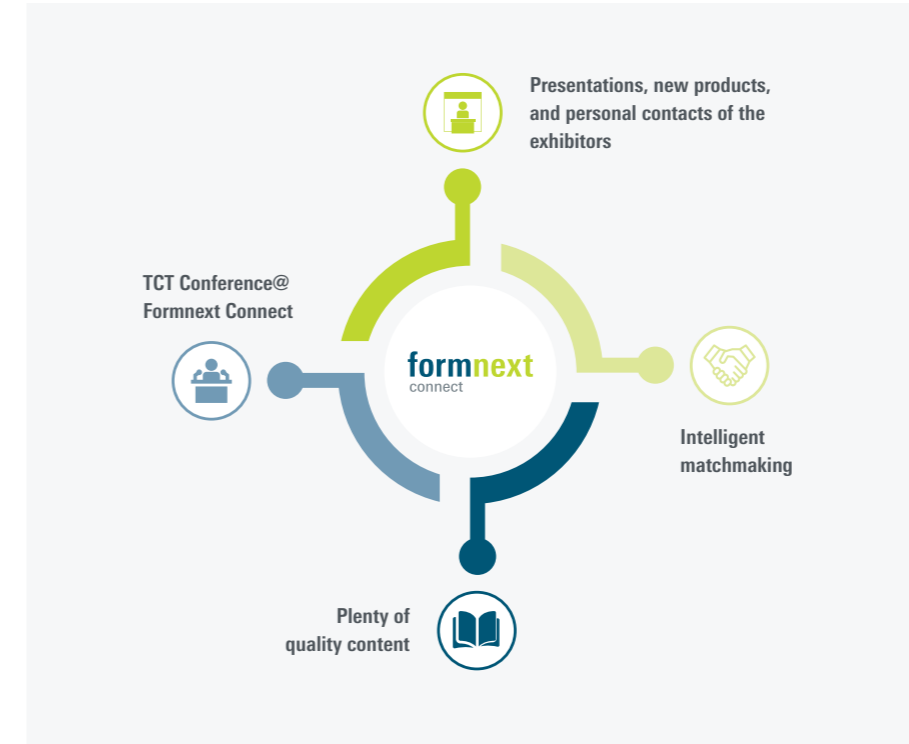 Presentations, new products,
and personal contacts of the
exhibitors
TCT Conference@
Formnext Connect
formnext
connect
Intelligent
matchmaking
Plenty of
quality content